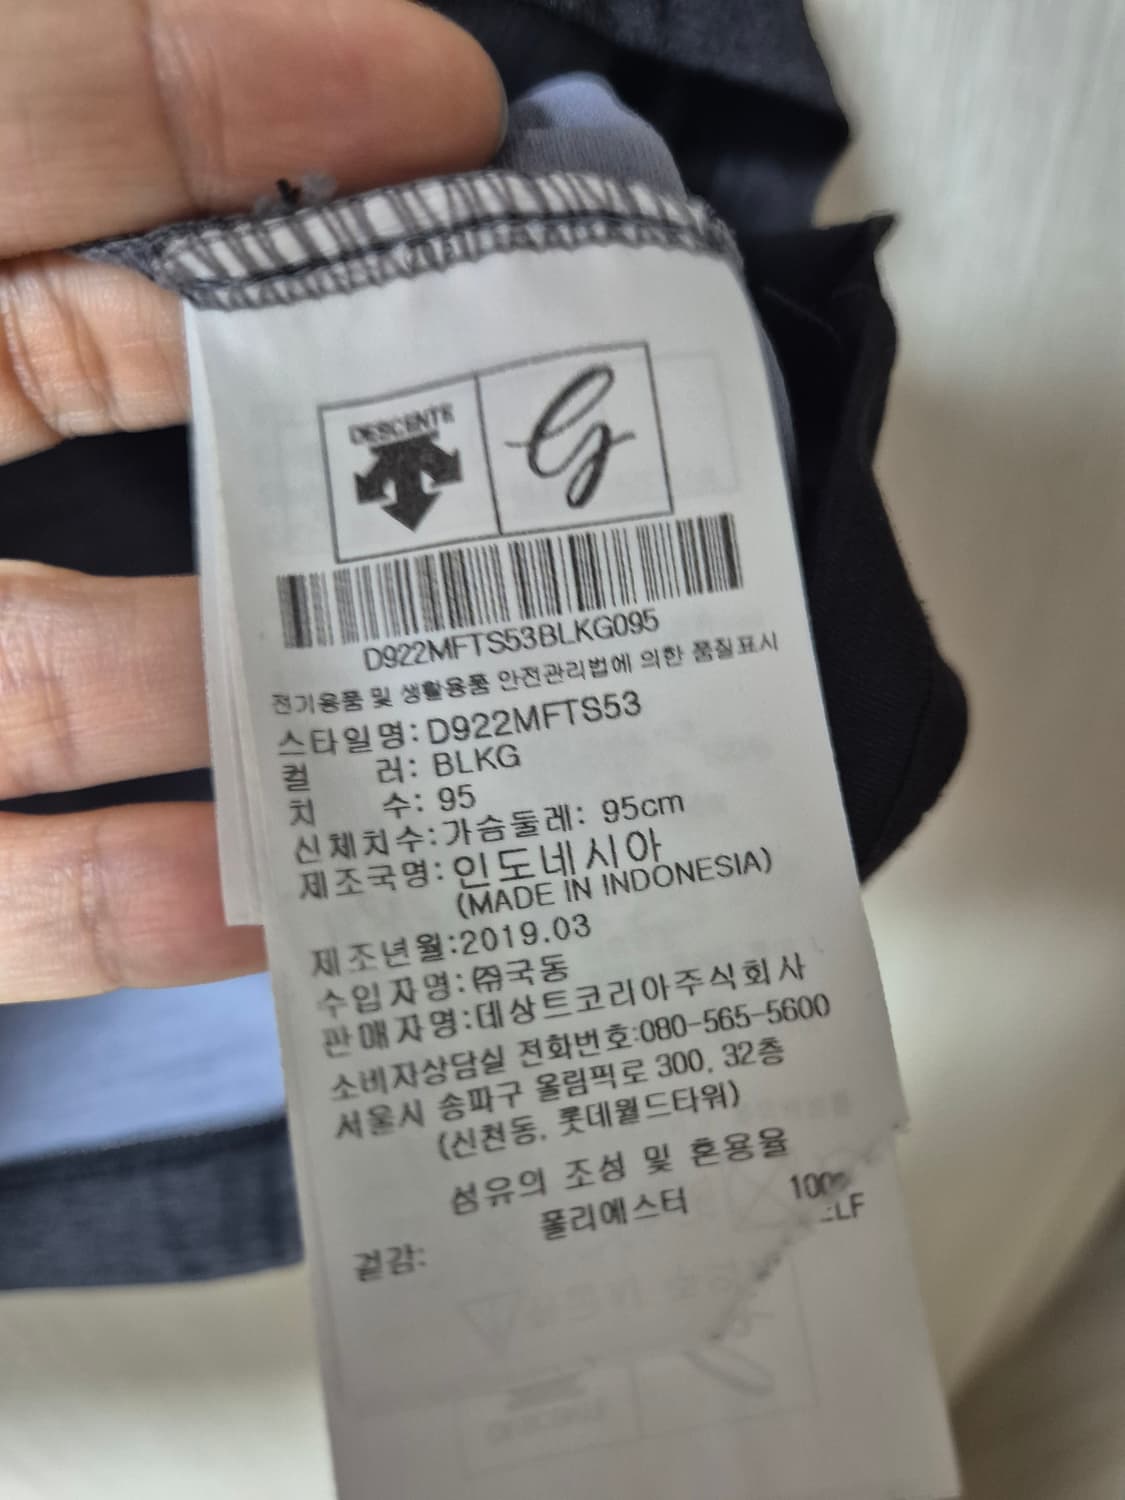 DESCENTE
G
D922MFTS53BLKG095
전기용품 및 생활용품 안전관리법에 의한 품질표시
스타일명: D922MFTS53
컬 러: BLKG
치 수: 95
신체치수: 가슴둘레: 95cm
제조국명: 인도네시아
(MADE IN INDONESIA)
제조년월:2019.03
수입자명:㈜국동
판매자명:데상트코리아주식회사
소비자상담실 전화번호:080-565-5600
서울시 송파구 올림픽로 300, 32층
(신천동, 롯데월드타워)
섬유의 조성 및 혼용율
폴리에스터 100
LF
겉감: